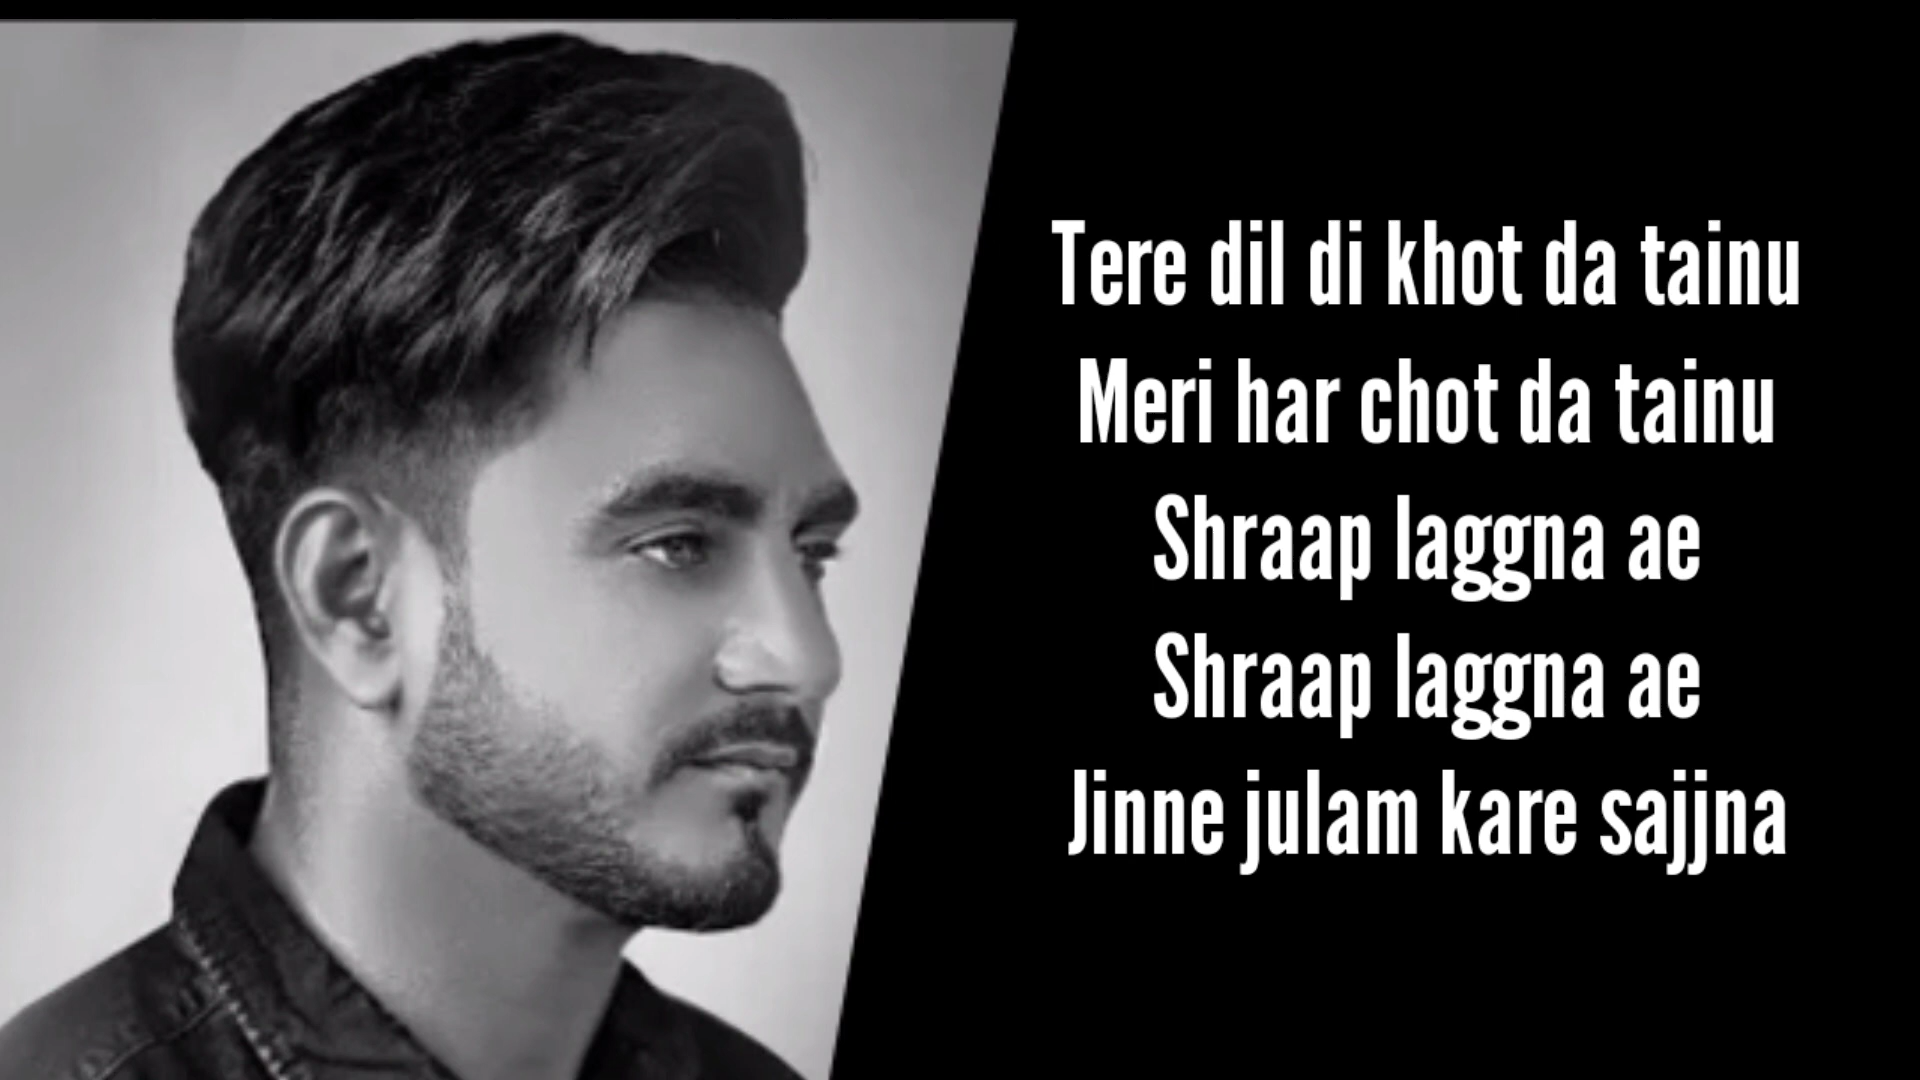 Tere dil di khot da tainu
Meri har chot da tainu
Shraap laggna ae
Shraap laggna ae
Jinne julam kare sajjna